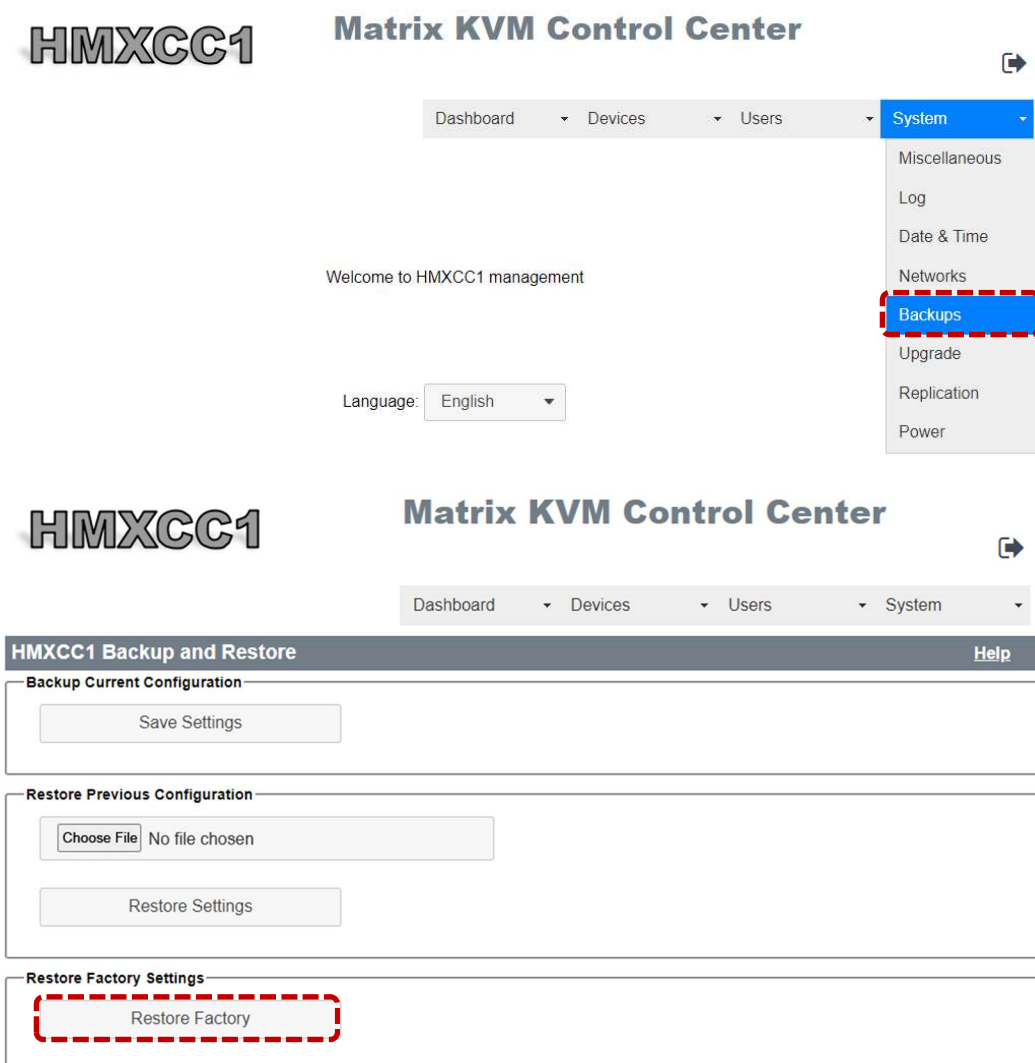 HMXCC1
Matrix KVM Control Center
Dashboard Devices Users System
Miscellaneous
Log
Date & Time
Welcome to HMXCC1 management
Networks
Backups
Upgrade
Language: English
Replication
Power
HMXCC1
Matrix KVM Control Center
Dashboard Devices Users System
HMXCC1 Backup and Restore Help
Backup Current Configuration
Save Settings
Restore Previous Configuration
Choose File No file chosen
Restore Settings
Restore Factory Settings
Restore Factory